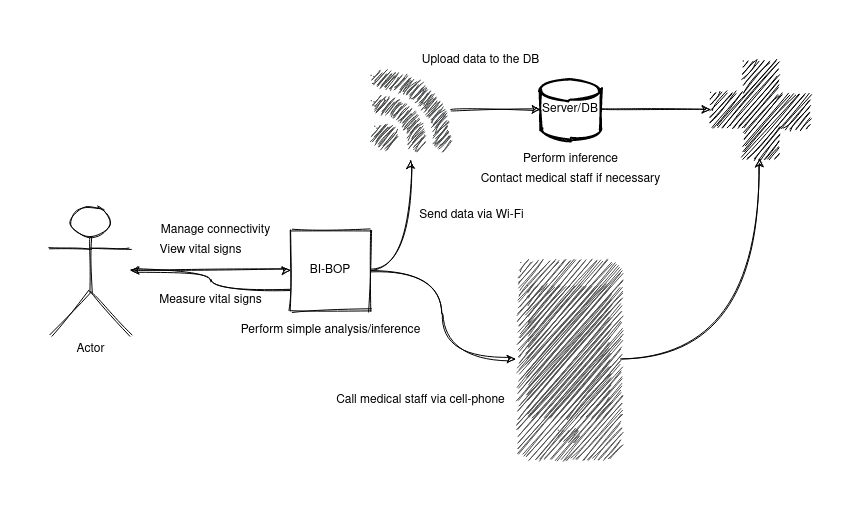 Upload data to the DB
Server/DB
Perform inference
Contact medical staff if necessary
Send data via Wi-Fi
Manage connectivity
View vital signs
BI-BOP
Measure vital signs
Perform simple analysis/inference
Actor
Call medical staff via cell-phone